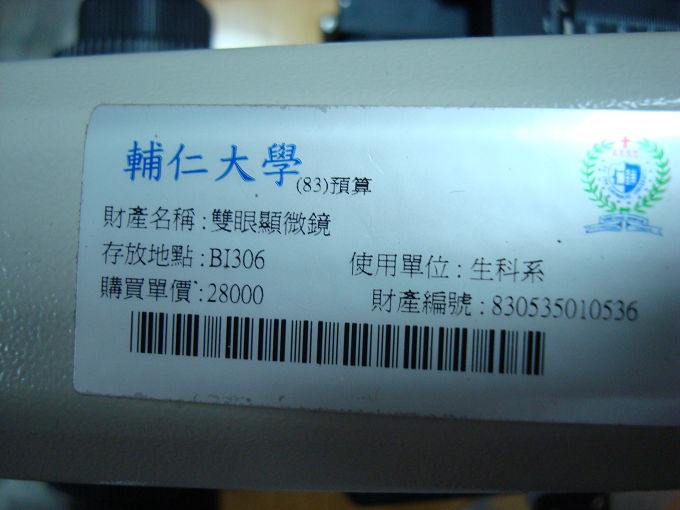 輔仁大學 (83)預算
財產名稱:雙眼顯微鏡
存放地點:BI306 使用單位:生科系
購買單價:28000 財產編號:830535010536